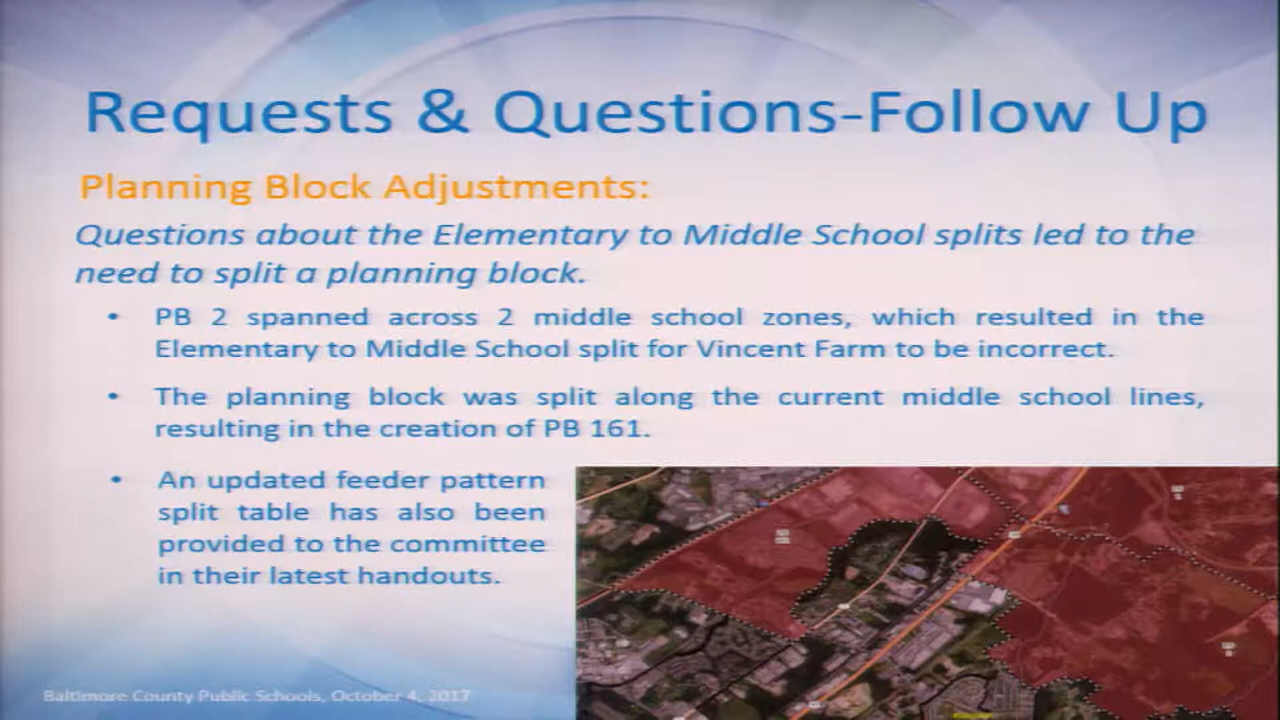 Requests & Questions-Follow Up
Planning Block Adjustments:
Questions about the Elementary to Middle School splits led to the
need to split a planning block.
• PB 2 spanned across 2 middle school zones, which resulted in the
Elementary to Middle School split for Vincent Farm to be incorrect.
• The planning block was split along the current middle school lines,
resulting in the creation of PB 161.
• An updated feeder pattern
split table has also been
provided to the committee
in their latest handouts.
Baltimore County Public Schools, October 4, 2017